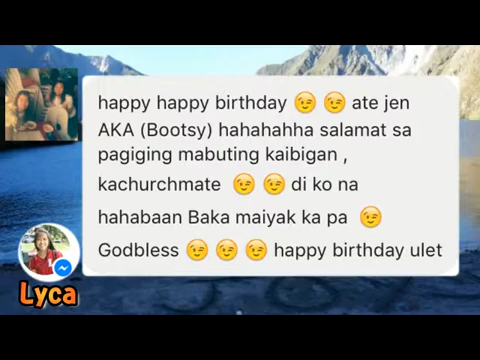 happy happy birthday 😉 😉 ate jen
AKA (Bootsy) hahahahha salamat sa
pagiging mabuting kaibigan ,
kachurchmate 😉 😉 di ko na
hahabaan Baka maiyak ka pa 😉
Godbless 😉 😉 😉 happy birthday ulet
Lyca